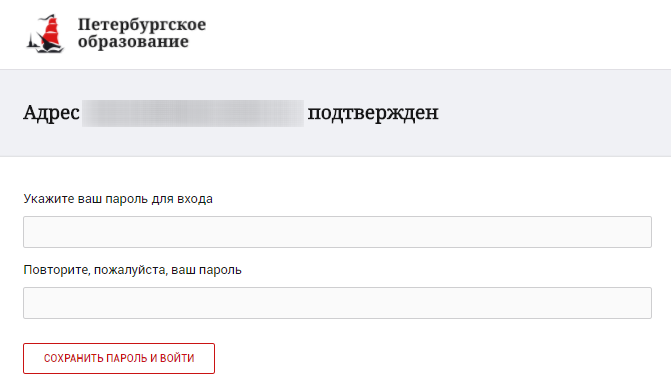 Петербургское
образование
Адрес подтвержден
Укажите ваш пароль для входа
Повторите, пожалуйста, ваш пароль
СОХРАНИТЬ ПАРОЛЬ И ВОЙТИ